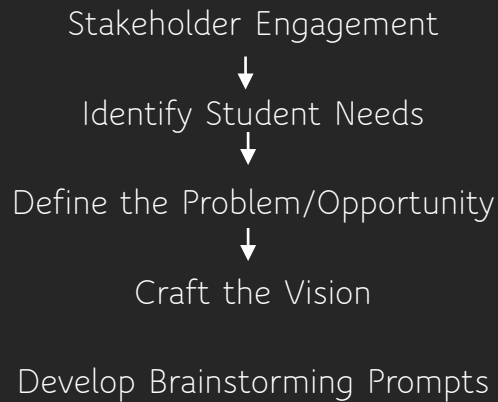 Stakeholder Engagement
Identify Student Needs
Define the Problem/Opportunity
Craft the Vision
Develop Brainstorming Prompts